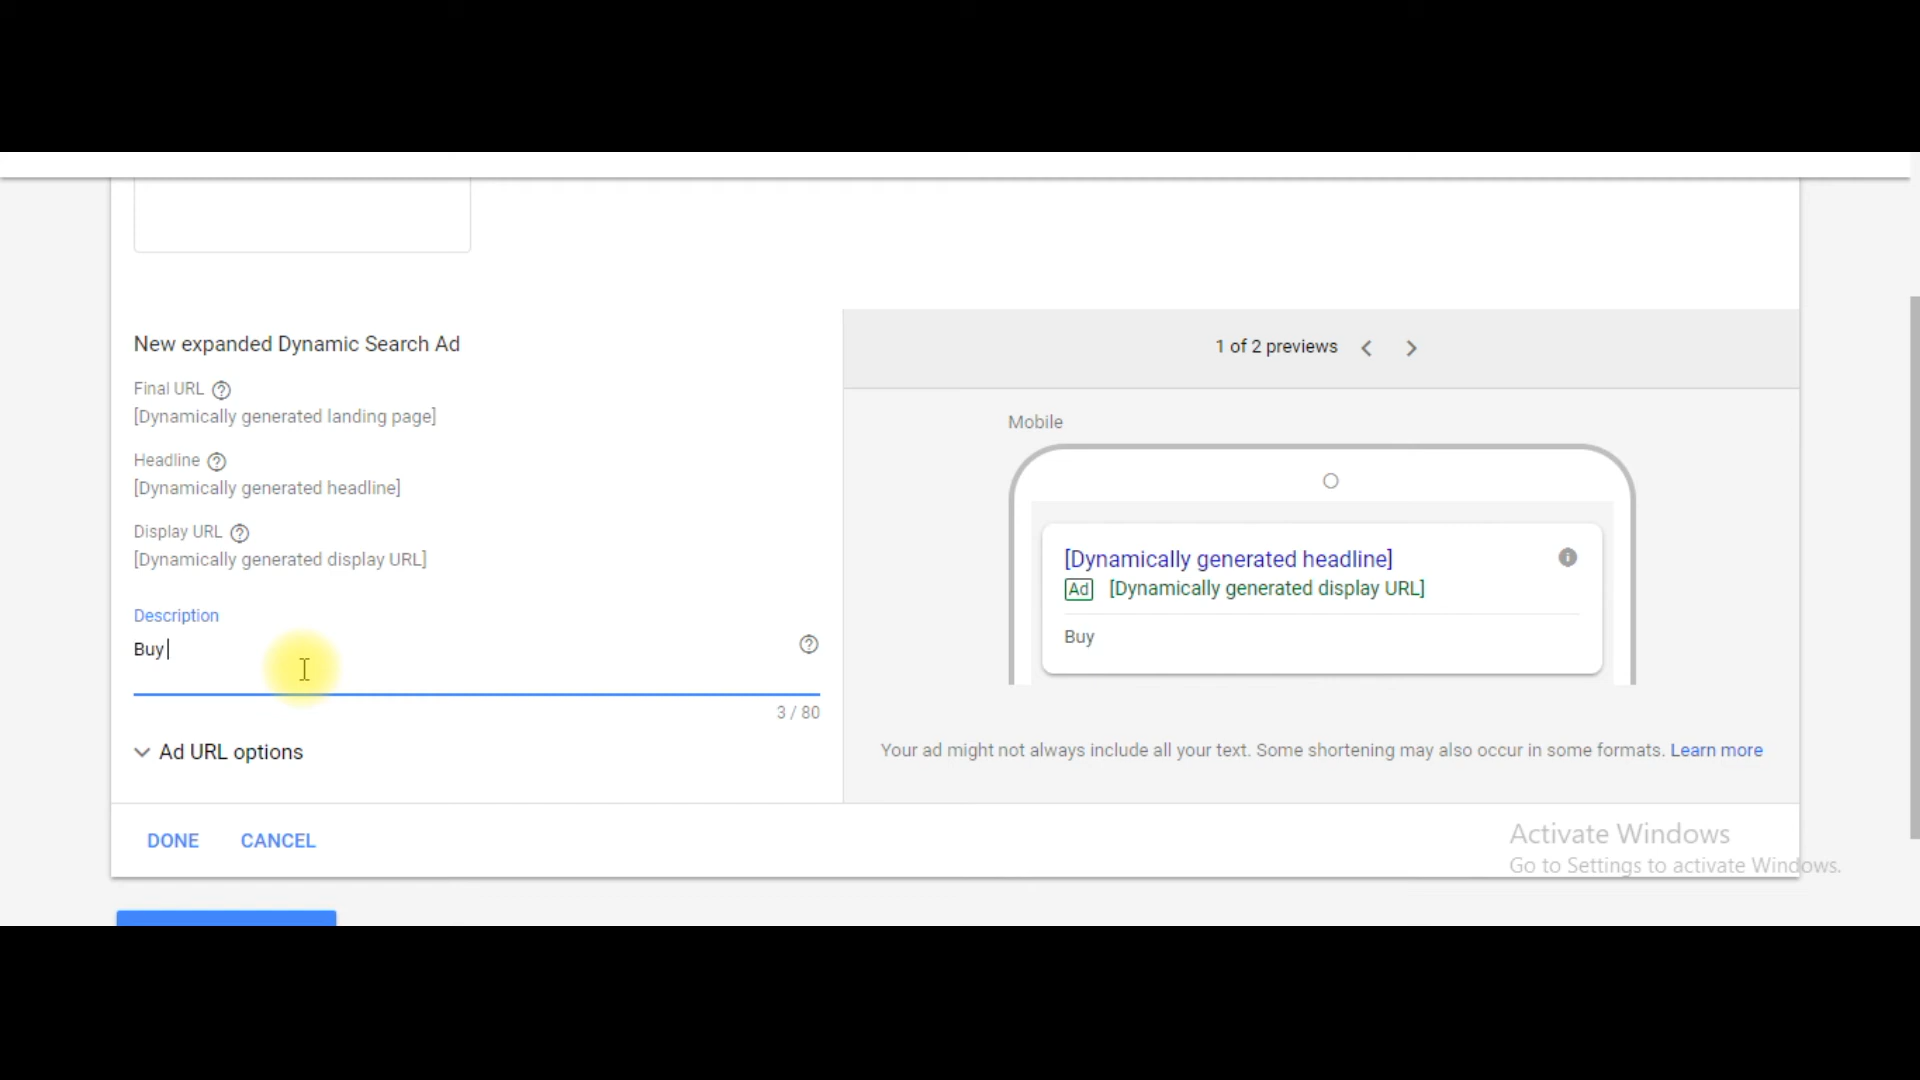 New expanded Dynamic Search Ad
Final URL
[Dynamically generated landing page]
Headline
[Dynamically generated headline]
Display URL
[Dynamically generated display URL]
Description
Buy
3 / 80
Ad URL options
DONE CANCEL
1 of 2 previews
Mobile
[Dynamically generated headline]
Ad [Dynamically generated display URL]
Buy
Your ad might not always include all your text. Some shortening may also occur in some formats. Learn more
Activate Windows
Go to Settings to activate Windows.